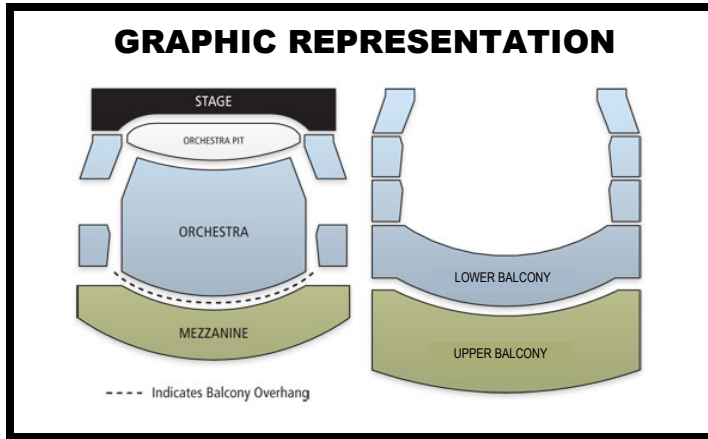 GRAPHIC REPRESENTATION
STAGE
ORCHESTRA PIT
ORCHESTRA
MEZZANINE
---- Indicates Balcony Overhang
LOWER BALCONY
UPPER BALCONY